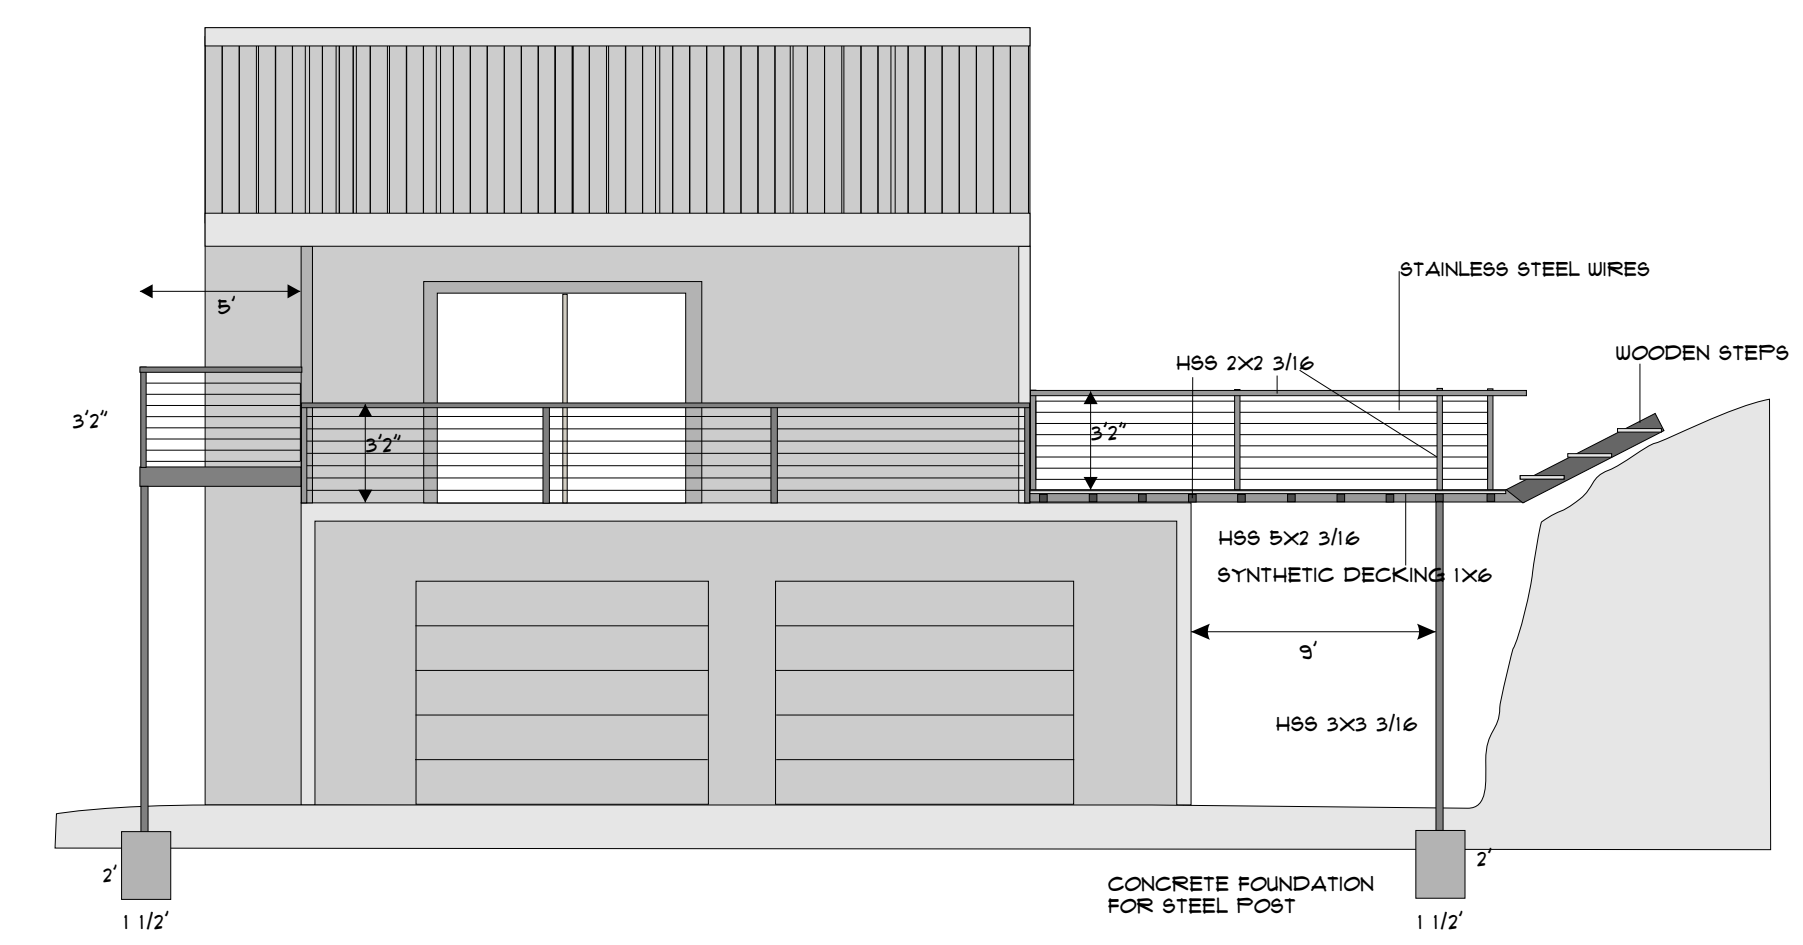 STAINLESS STEEL WIRES
5'
WOODEN STEPS
HSS 2X2 3/16
3'2"
3'2"
3'2"
HSS 5X2 3/16
SYNTHETIC DECKING 1X6
9'
HSS 3X3 3/16
2'
2'
CONCRETE FOUNDATION
FOR STEEL POST
1 1/2'
1 1/2'